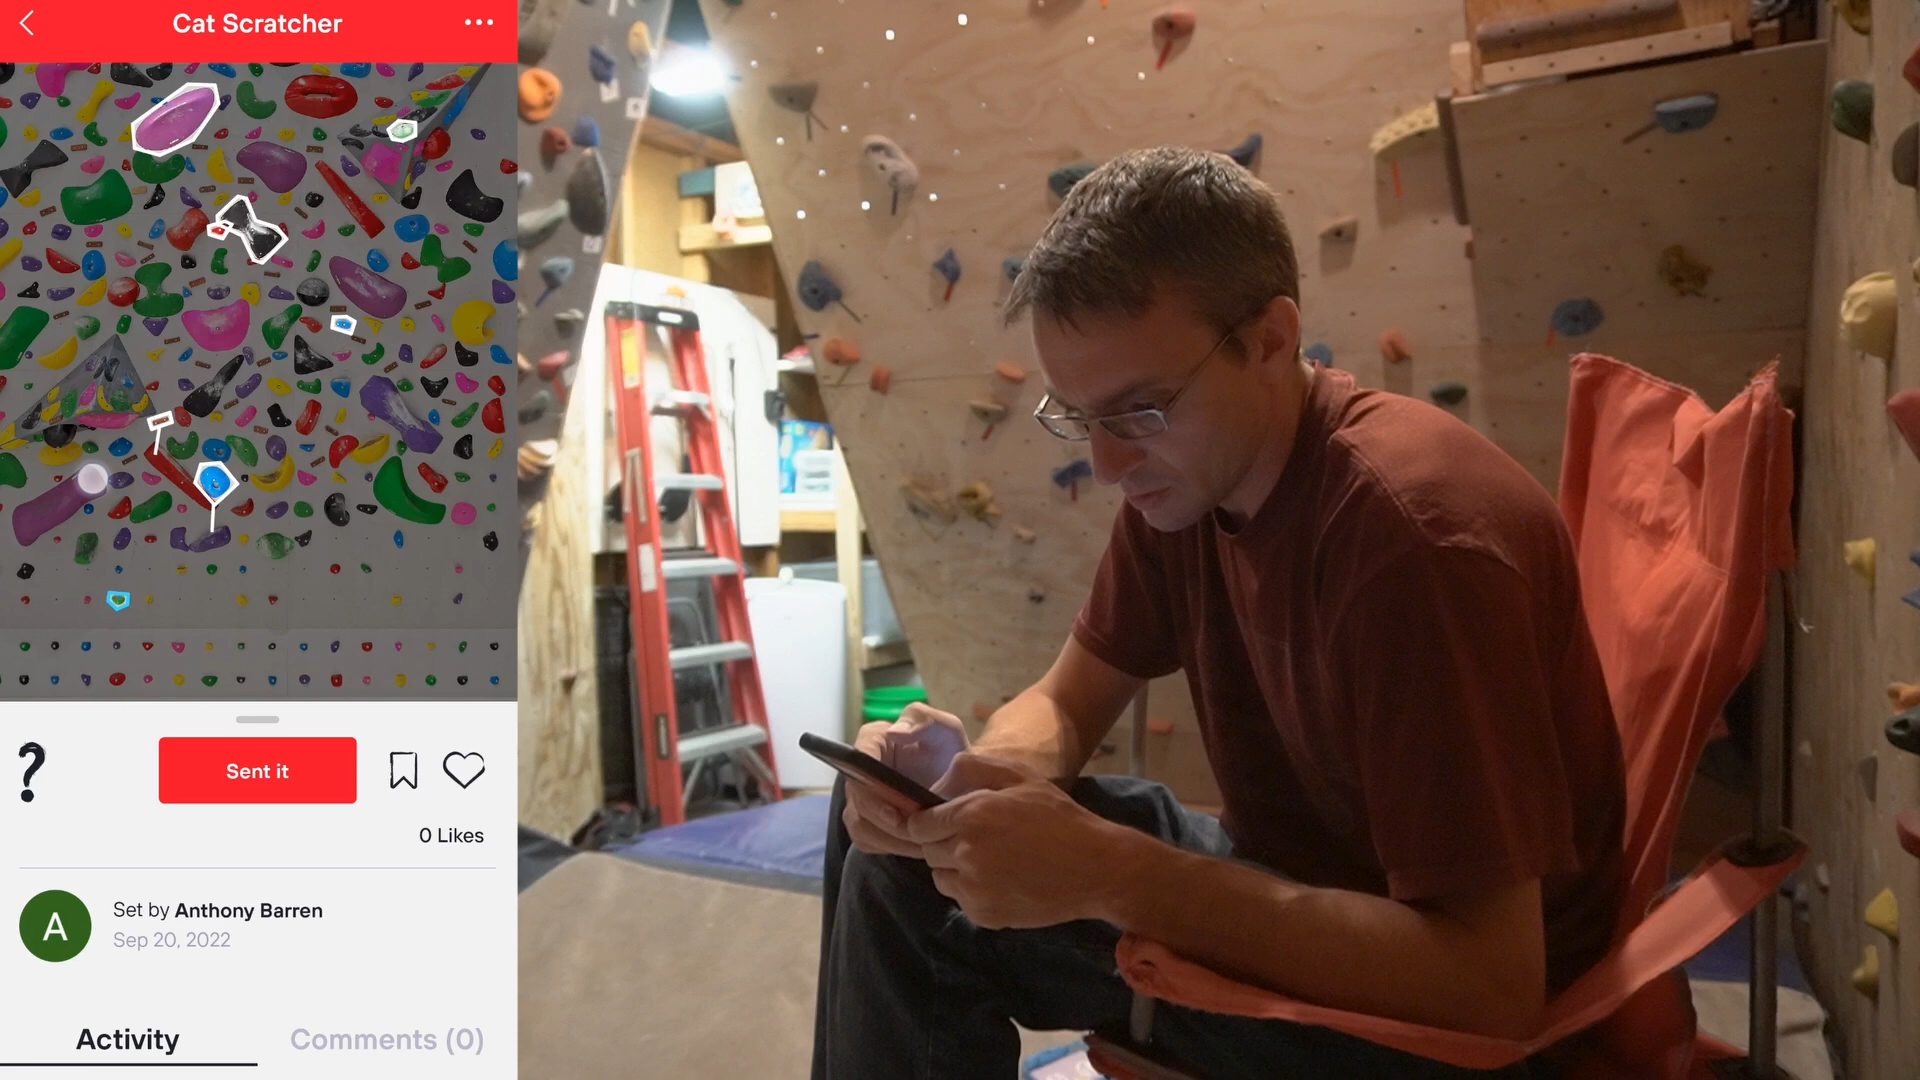 Cat Scratcher
?
Sent it
0 Likes
A
Set by Anthony Barren
Sep 20, 2022
Activity
Comments (0)